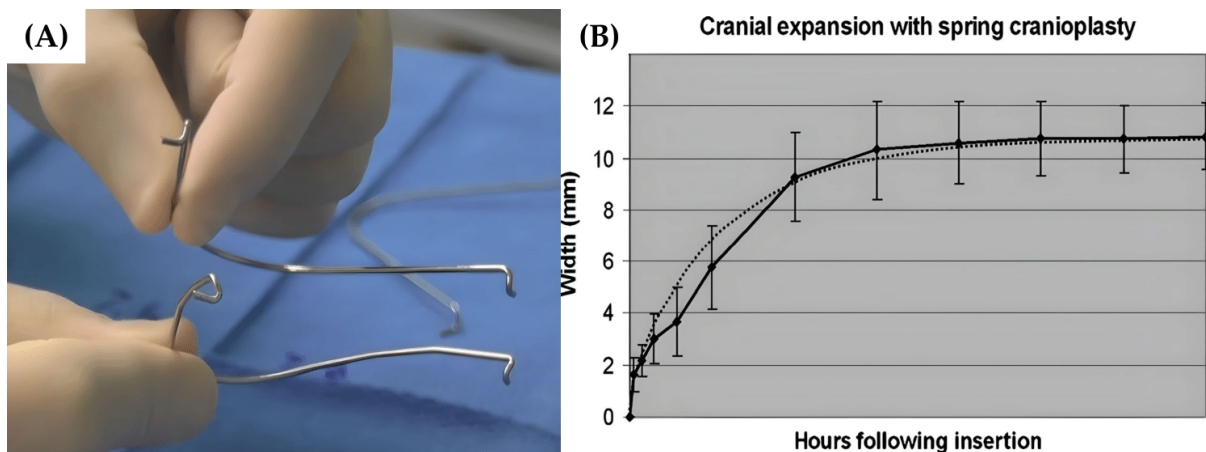 (A)
(B)
Cranial expansion with spring cranioplasty
Width (mm)
12
10
8
6
4
2
0
Hours following insertion